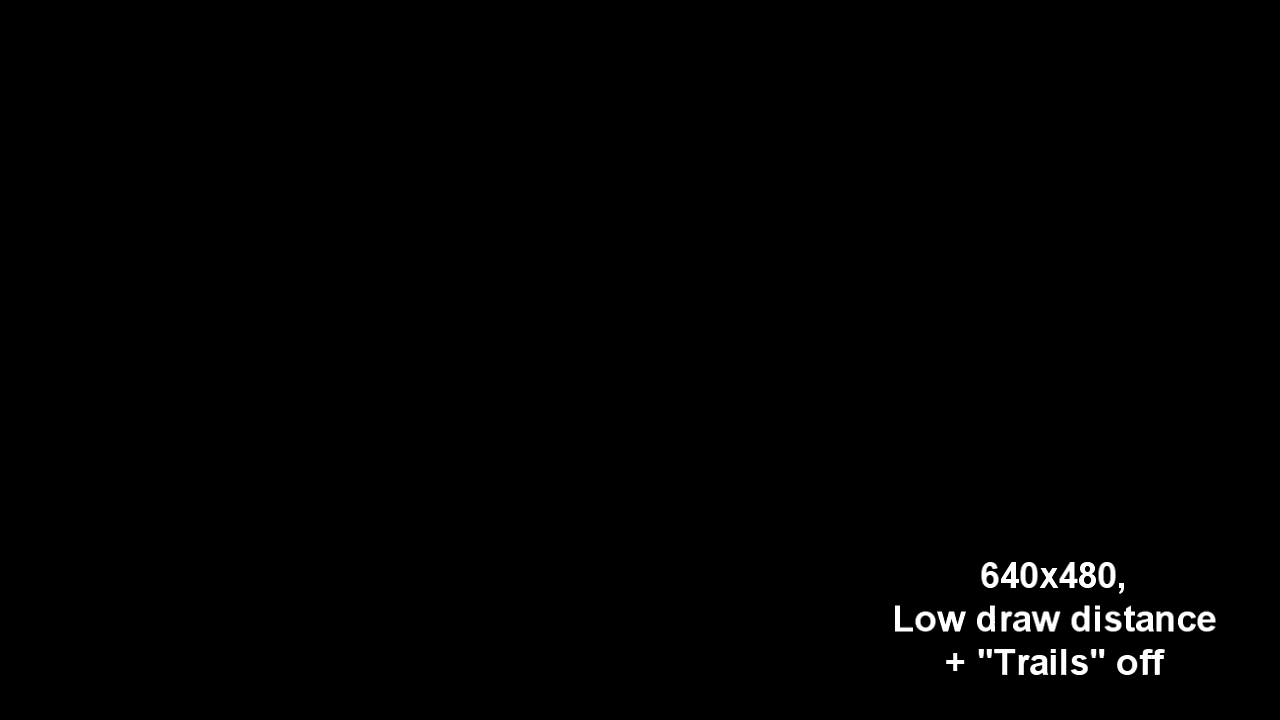 640x480,
Low draw distance
+ "Trails" off